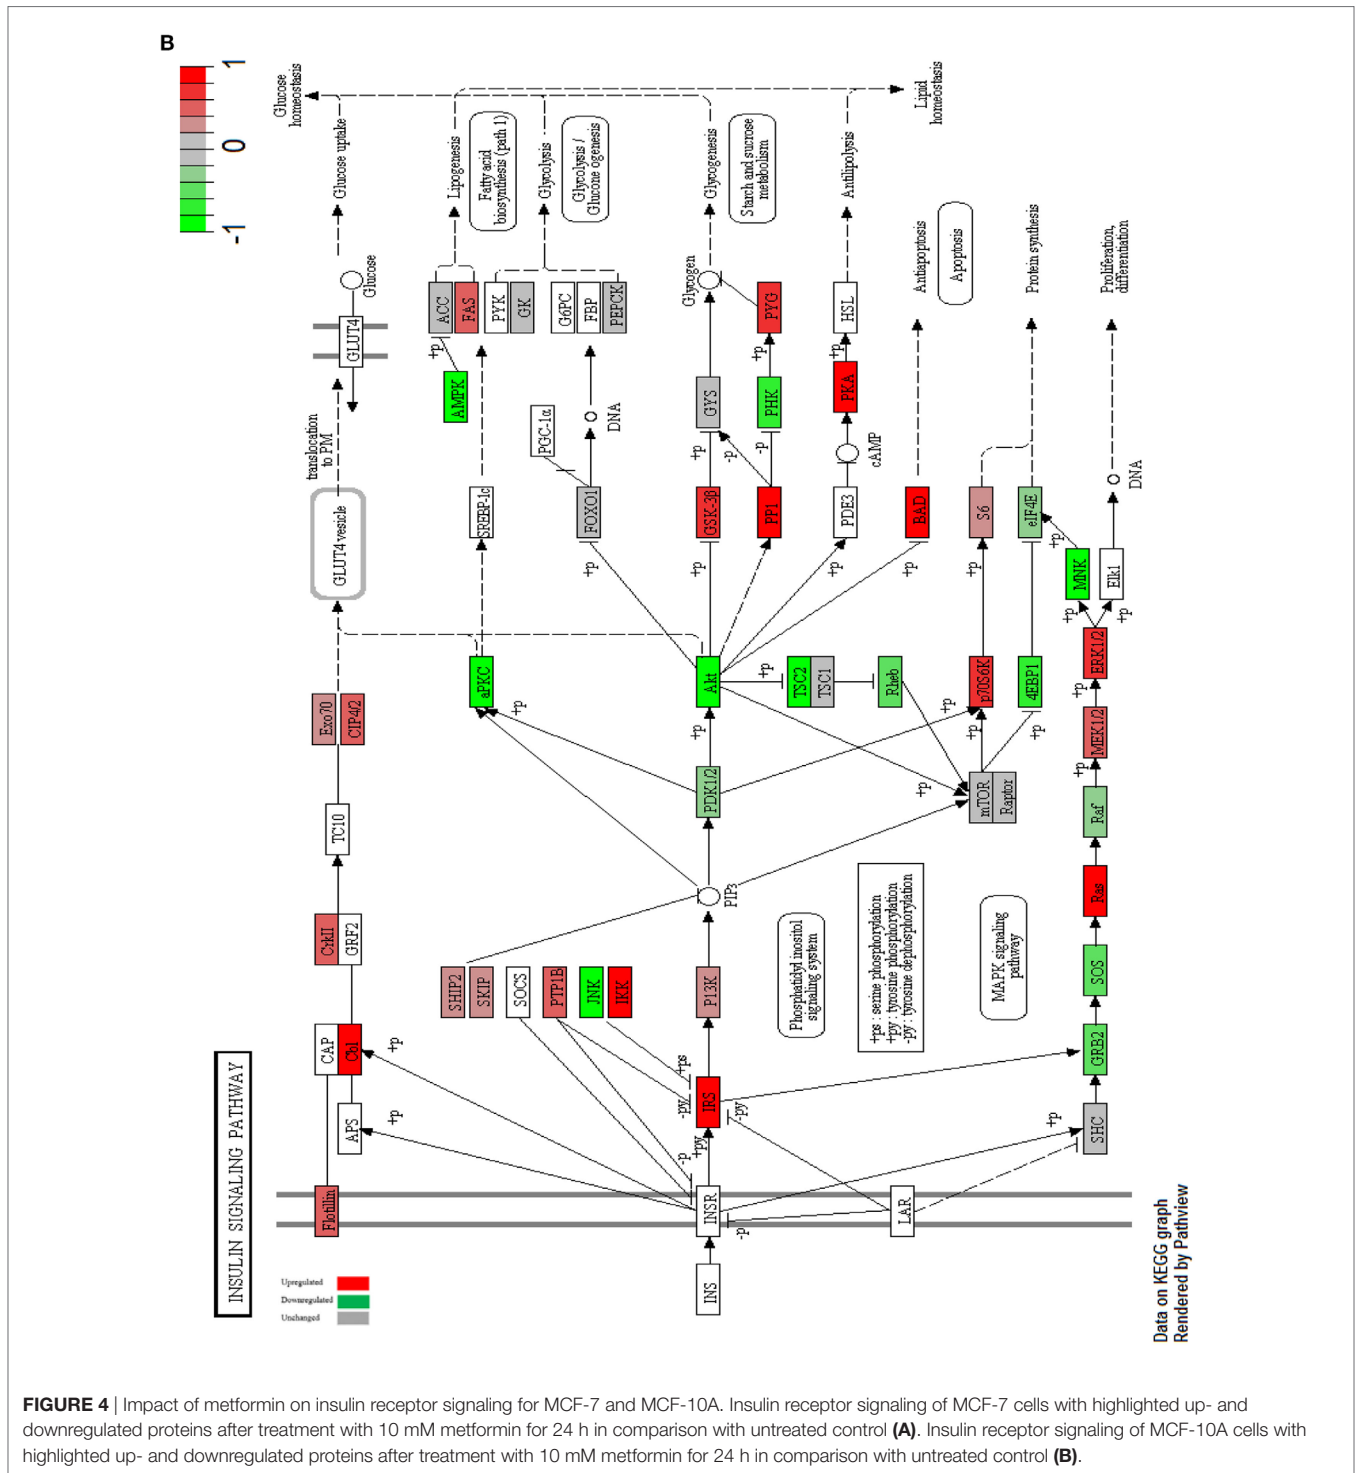 B
1
0
-1
INSULIN SIGNALING PATHWAY
Upregulated
Downregulated
Unchanged
Glucose
homeostasis
Glucose uptake
Glucose
GLUT4
translocation
to PM
GLUT4 vesicle
Exo70
CIP4/2
TC10
CrkII
GRF2
CAP
Cbl
APS
+p
+p
Flotillin
Lipogenesis
Fatty acid
biosynthesis (path 1)
ACC
FAS
+p
AMPK
Glycolysis
Glycolysis /
Glucone ogenesis
PYK
GK
G6PC
FBP
PEPCK
SREBP-1c
PGC-1α
DNA
FOXO1
+p
aPKC
+p
SHIP2
SKIP
SOCS
PTP1B
JNK
IKK
Glycogenesis
Starch and sucrose
metabolism
Glycogen
PYG
+p
GYS
PHK
+p
-p
-p
GSK-3β
PP1
+p
Akt
+p
PDK1/2
PIP3
P13K
+ps
-py
IRS
-py
+py
-p
INSR
-p
INS
Lipid
homeostasis
Antilipolysis
HSL
+p
PKA
cAMP
PDE3
+p
Antiapoptosis
Apoptosis
BAD
+p
+p
TSC2
TSC1
Rheb
+p
LAR
Phosphatidyl inositol
signaling system
+ps : serine phosphorylation
+py : tyrosine phosphorylation
-py : tyrosine dephosphorylation
MAPK signaling
pathway
Protein synthesis
S6
eIF4E
+p
+p
p70S6K
4EBP1
+p
+p
mTOR
Raptor
Proliferation,
differentiation
DNA
MNK
Elk1
+p
+p
ERK1/2
+p
MEK1/2
+p
Raf
Ras
SOS
GRB2
SHC
+p
Data on KEGG graph
Rendered by Pathview
FIGURE 4 | Impact of metformin on insulin receptor signaling for MCF-7 and MCF-10A. Insulin receptor signaling of MCF-7 cells with highlighted up- and
downregulated proteins after treatment with 10 mM metformin for 24 h in comparison with untreated control (A). Insulin receptor signaling of MCF-10A cells with
highlighted up- and downregulated proteins after treatment with 10 mM metformin for 24 h in comparison with untreated control (B).